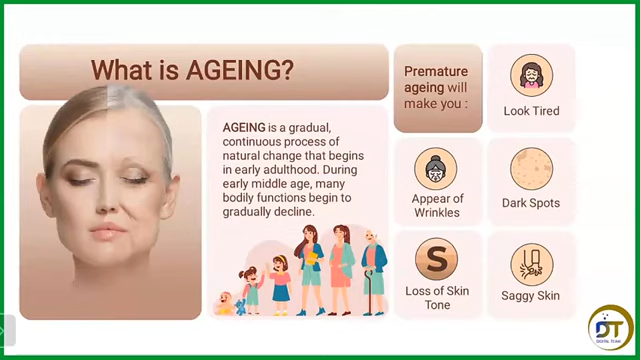 What is AGEING?
AGEING is a gradual,
continuous process of
natural change that begins
in early adulthood. During
early middle age, many
bodily functions begin to
gradually decline.
Premature
ageing will
make you :
Look Tired
Appear of
Wrinkles
Dark Spots
S
Loss of Skin
Tone
Saggy Skin
DT
DIGITAL TEAM